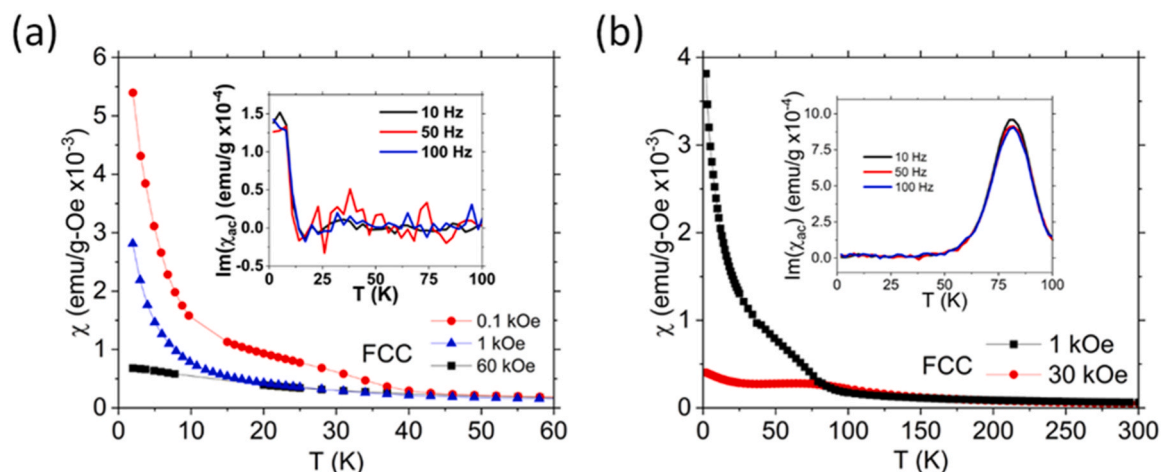 (a)
χ (emu/g-Oe x10⁻³)
6
5
4
3
2
1
0
0 10 20 30 40 50 60
T (K)
Im(χac) (emu/g x10⁻⁴)
1.5
1.0
0.5
0.0
-0.5
0 25 50 75 100
T (K)
10 Hz
50 Hz
100 Hz
FCC
0.1 kOe
1 kOe
60 kOe
(b)
χ (emu/g-Oe x10⁻³)
4
3
2
1
0
0 50 100 150 200 250 300
T (K)
Im(χac) (emu/g x10⁻⁴)
10.0
7.5
5.0
2.5
0.0
0 25 50 75 100
T (K)
10 Hz
50 Hz
100 Hz
FCC
1 kOe
30 kOe